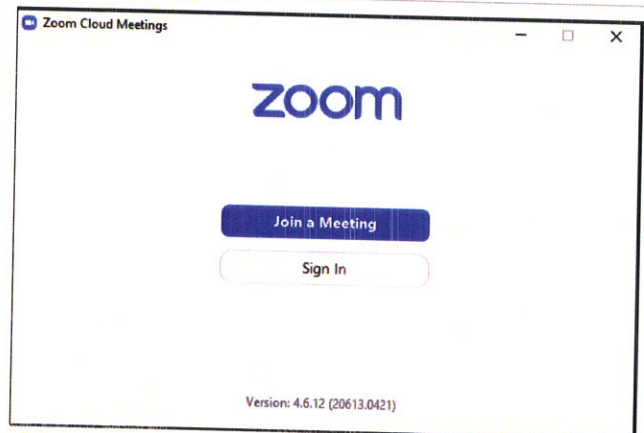 Zoom Cloud Meetings
zoom
Join a Meeting
Sign In
Version: 4.6.12 (20613.0421)